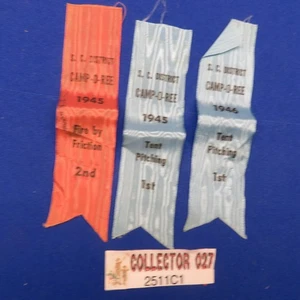 S. C. DISTRICT
CAMP-O-REE
1945
Fire by
Friction
2nd
S. C. DISTRICT
CAMP-O-REE
1945
Tent
Pitching
1st
S. C. DISTRICT
CAMP-O-REE
1946
Tent
Pitching
1st
COLLECTOR 027
2511C1